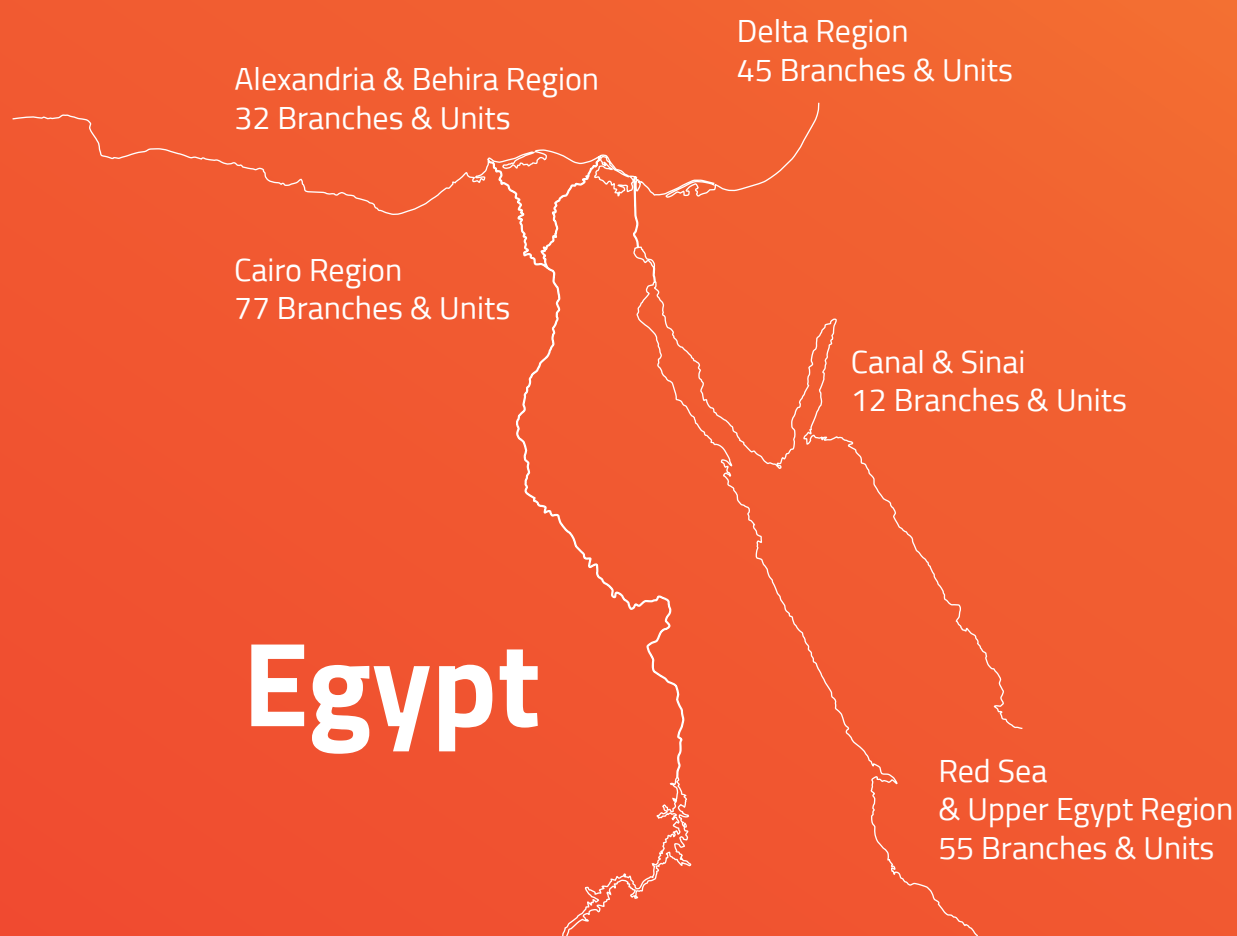 Delta Region
45 Branches & Units
Alexandria & Behira Region
32 Branches & Units
Cairo Region
77 Branches & Units
Canal & Sinai
12 Branches & Units
Egypt
Red Sea
& Upper Egypt Region
55 Branches & Units